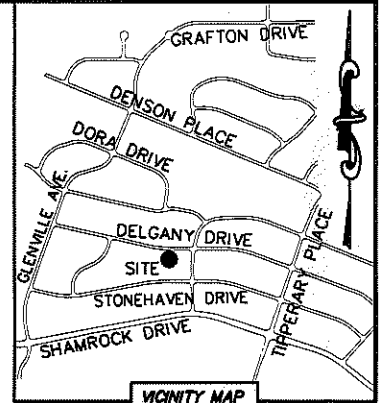 GRAFTON DRIVE
DENSON PLACE
DORA DRIVE
GLENVILLE AVE.
DELGANY DRIVE
TIPPERARY PLACE
SITE
STONEHAVEN DRIVE
SHAMROCK DRIVE
VICINITY MAP